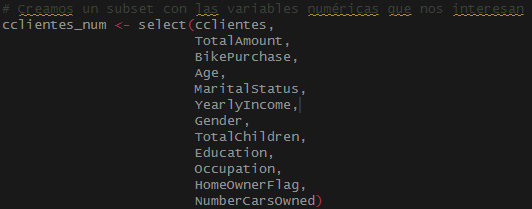 # Creamos un subset con las variables numéricas que nos interesan
cclientes_num <- select(cclientes,
TotalAmount,
BikePurchase,
Age,
MaritalStatus,
YearlyIncome,
Gender,
TotalChildren,
Education,
Occupation,
HomeOwnerFlag,
NumberCarsOwned)